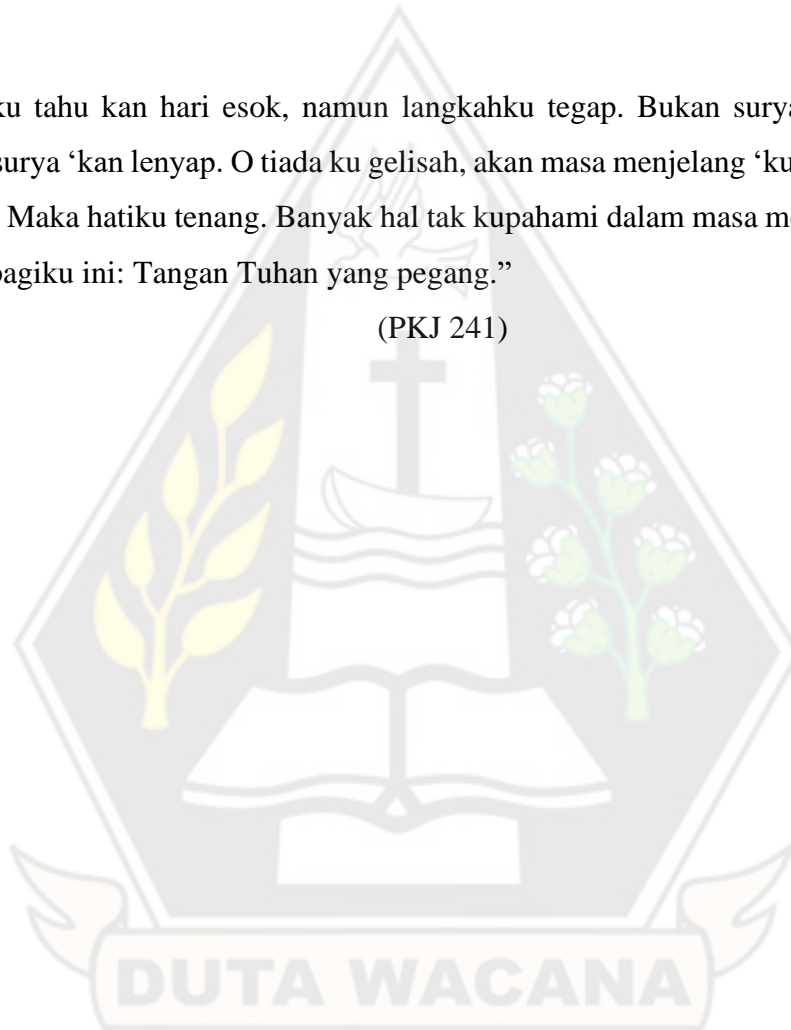 ku tahu kan hari esok, namun langkahku tegap. Bukan surya
surya ‘kan lenyap. O tiada ku gelisah, akan masa menjelang ‘ku
Maka hatiku tenang. Banyak hal tak kupahami dalam masa me
bagiku ini: Tangan Tuhan yang pegang.”
(PKJ 241)
DUTA WACANA